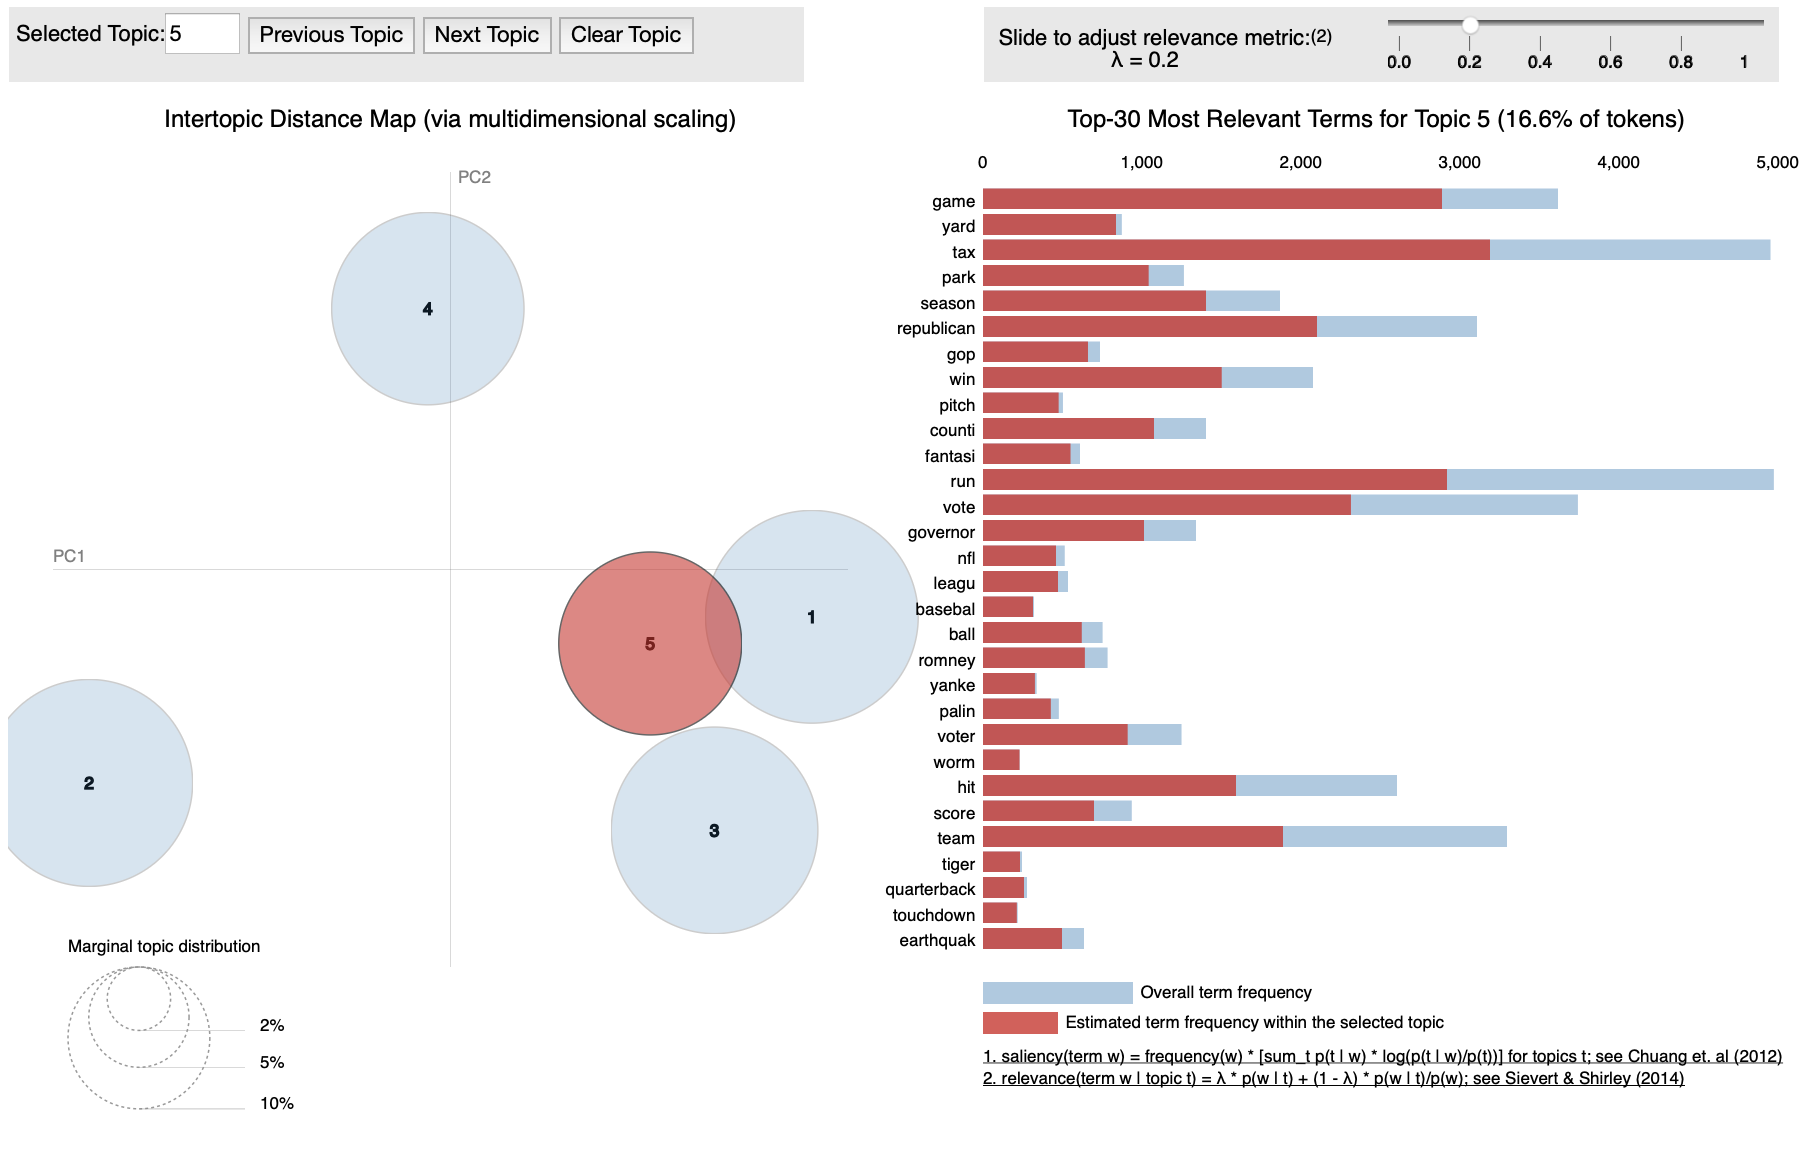 Selected Topic: 5 Previous Topic Next Topic Clear Topic
Slide to adjust relevance metric:(2)
λ = 0.2
0.0 0.2 0.4 0.6 0.8 1
Intertopic Distance Map (via multidimensional scaling)
PC2
PC1
4
5
1
2
3
Marginal topic distribution
2%
5%
10%
Top-30 Most Relevant Terms for Topic 5 (16.6% of tokens)
0 1,000 2,000 3,000 4,000 5,000
game
yard
tax
park
season
republican
gop
win
pitch
counti
fantasi
run
vote
governor
nfl
leagu
basebal
ball
romney
yanke
palin
voter
worm
hit
score
team
tiger
quarterback
touchdown
earthquak
Overall term frequency
Estimated term frequency within the selected topic
1. saliency(term w) = frequency(w) * [sum_t p(t | w) * log(p(t | w)/p(t))] for topics t; see Chuang et. al (2012)
2. relevance(term w | topic t) = λ * p(w | t) + (1 - λ) * p(w | t)/p(w); see Sievert & Shirley (2014)